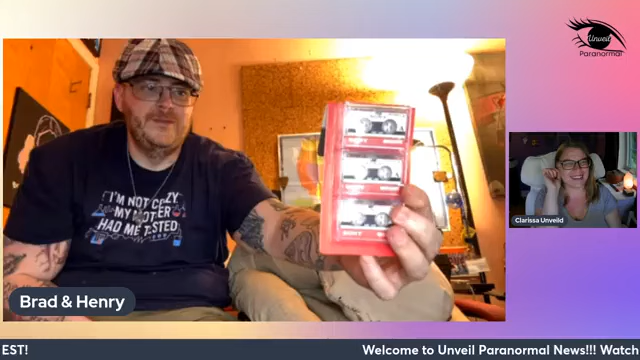 Unveil
Paranormal
I'M NOT CRAZY
MY MOTHER
HAD ME TESTED
SONY
Clarissa Unveild
Brad & Henry
EST!
Welcome to Unveil Paranormal News!!! Watch